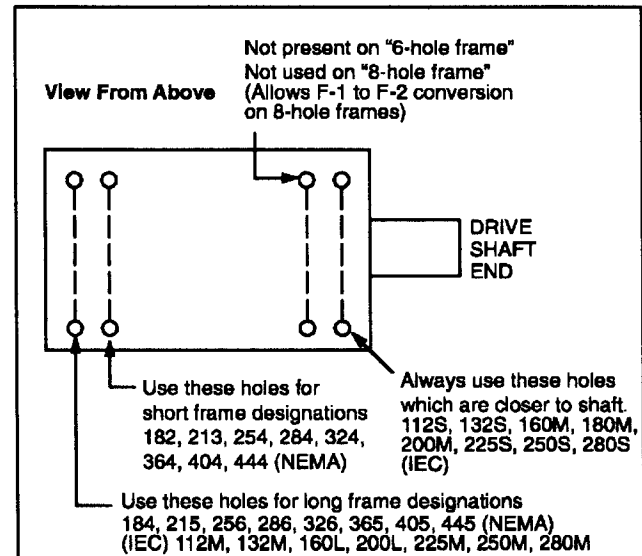 Not present on "6-hole frame"
Not used on "8-hole frame"
(Allows F-1 to F-2 conversion
on 8-hole frames)
View From Above
DRIVE
SHAFT
END
Use these holes for
short frame designations
182, 213, 254, 284, 324,
364, 404, 444 (NEMA)
Always use these holes
which are closer to shaft.
112S, 132S, 160M, 180M,
200M, 225S, 250S, 280S
(IEC)
Use these holes for long frame designations
184, 215, 256, 286, 326, 365, 405, 445 (NEMA)
(IEC) 112M, 132M, 160L, 200L, 225M, 250M, 280M